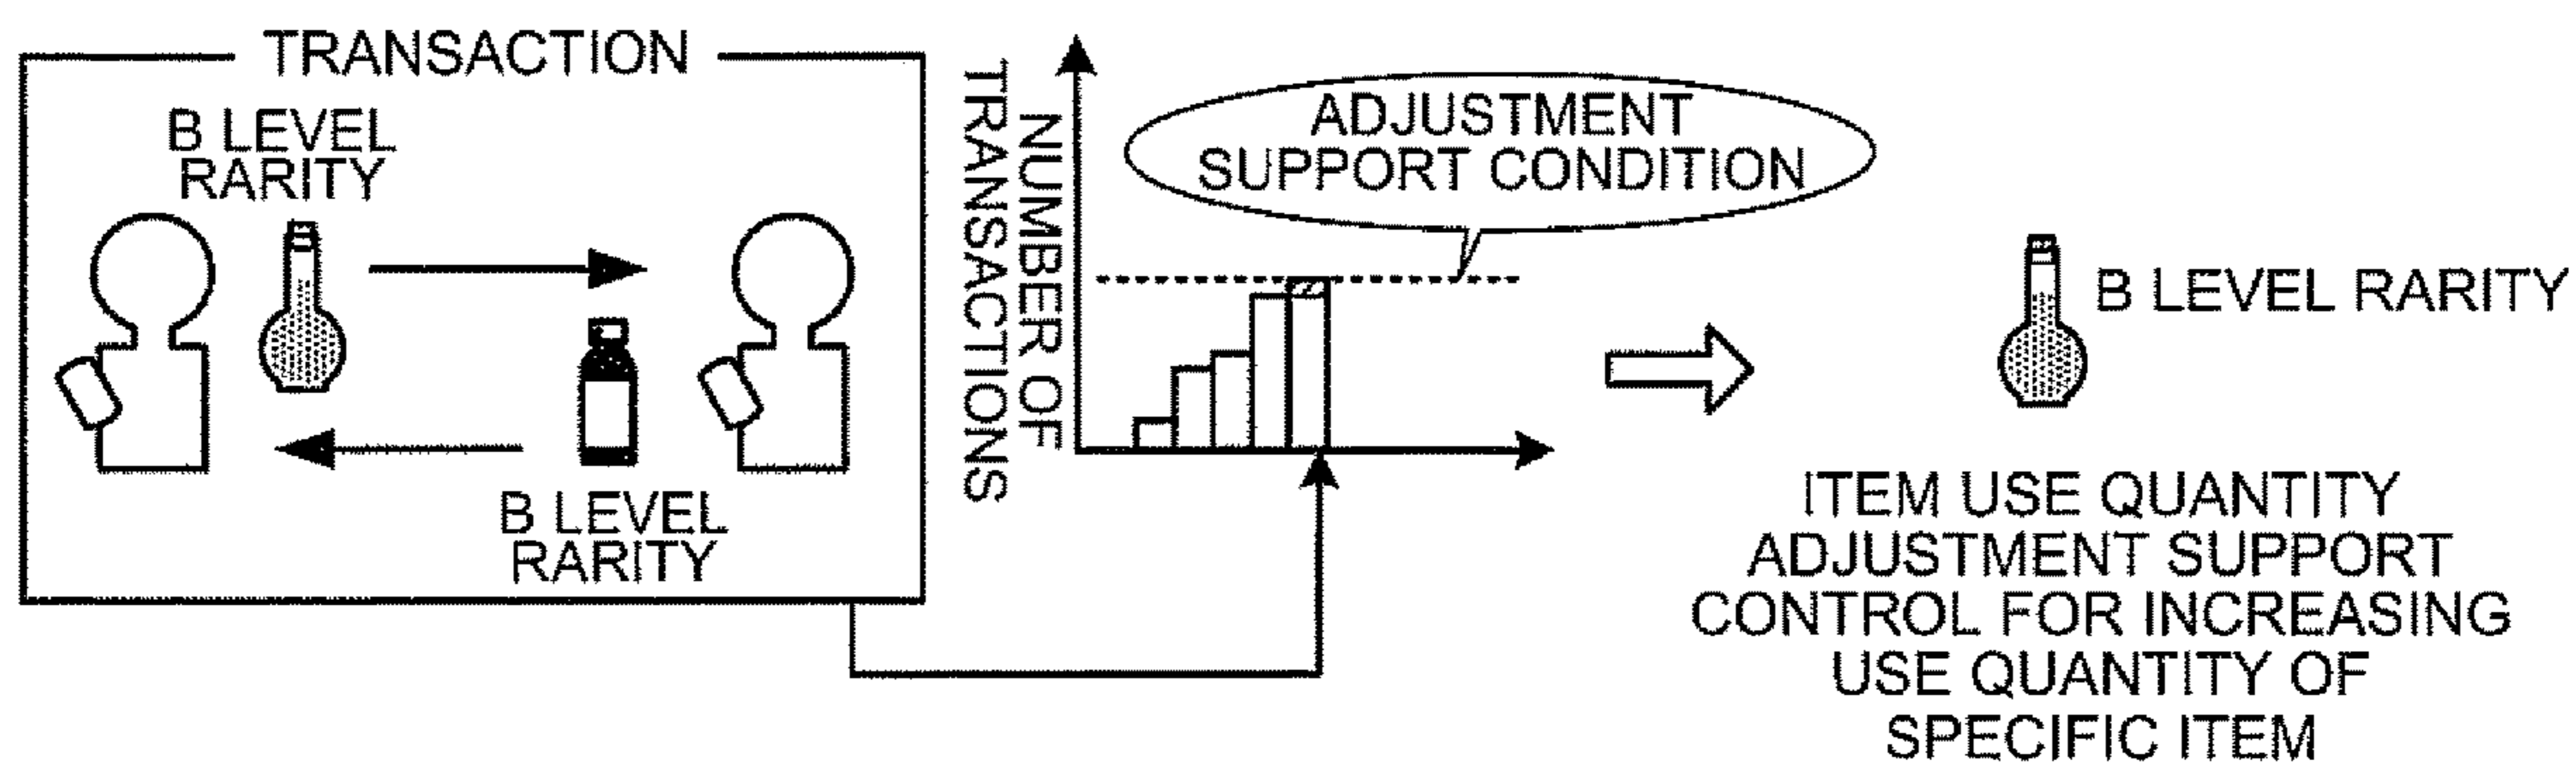 TRANSACTION
B LEVEL
RARITY
B LEVEL
RARITY
NUMBER OF
TRANSACTIONS
ADJUSTMENT
SUPPORT CONDITION
B LEVEL RARITY
ITEM USE QUANTITY
ADJUSTMENT SUPPORT
CONTROL FOR INCREASING
USE QUANTITY OF
SPECIFIC ITEM